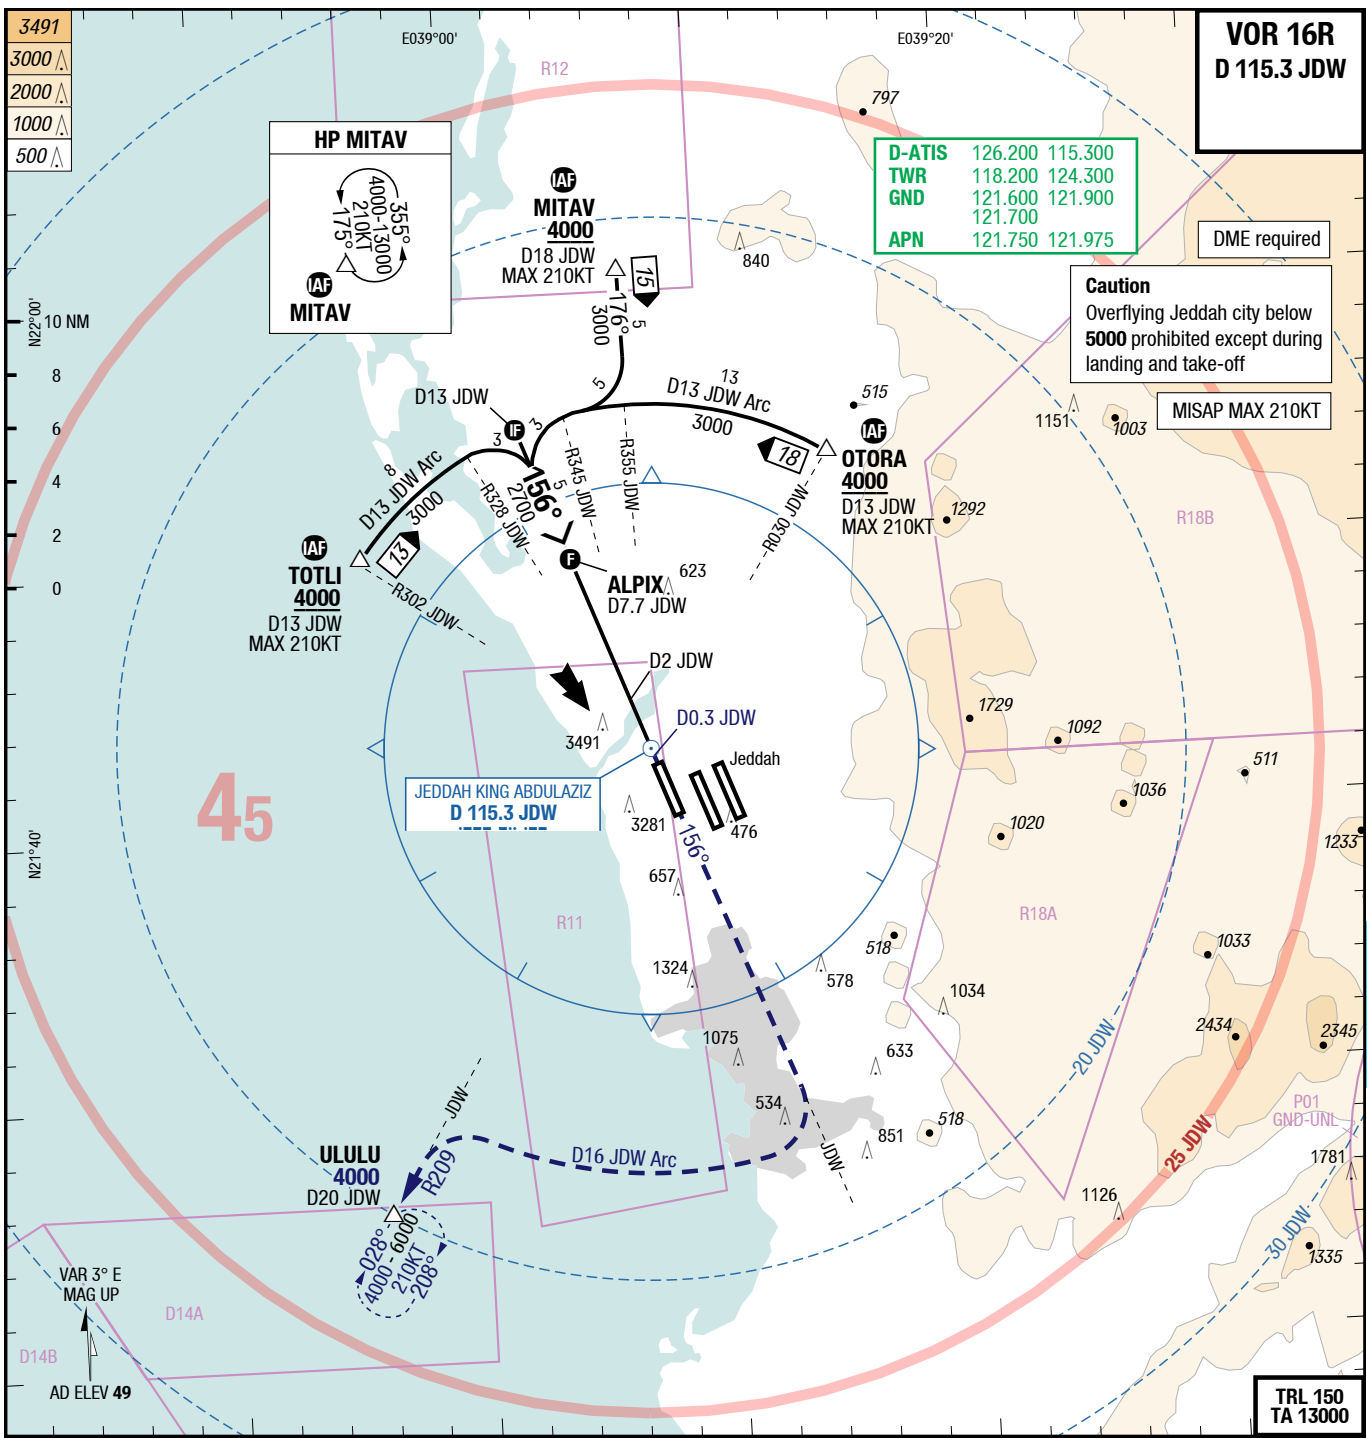 3491
3000
2000
1000
500
E039°00'
E039°20'
VOR 16R
D 115.3 JDW
R12
797
HP MITAV
355°
4000-13000
210KT
175°
IAF
MITAV
IAF
MITAV
4000
D18 JDW
MAX 210KT
D-ATIS 126.200 115.300
TWR 118.200 124.300
GND 121.600 121.900
121.700
APN 121.750 121.975
DME required
840
Caution
Overflying Jeddah city below
5000 prohibited except during
landing and take-off
MISAP MAX 210KT
N22°00'
10 NM
8
6
4
2
0
15
176°
5
3000
5
13
D13 JDW Arc
3000
18
515
IAF
OTORA
4000
D13 JDW
MAX 210KT
1151
1003
D13 JDW
IF
3
3
8
D13 JDW Arc
3000
13
R328 JDW
R345 JDW
R355 JDW
R030 JDW
156°
5
2700
1292
R18B
IAF
TOTLI
4000
D13 JDW
MAX 210KT
R302 JDW
F
ALPIX
D7.7 JDW
623
D2 JDW
D0.3 JDW
3491
1729
1092
511
Jeddah
JEDDAH KING ABDULAZIZ
D 115.3 JDW
45
3281
476
156°
1036
1020
1233
N21°40'
657
R11
R18A
518
1033
1324
578
1034
2434
2345
1075
633
20 JDW
534
518
851
P01
GND-UNL
JDW
JDW
25 JDW
1781
ULULU
4000
D20 JDW
R209
D16 JDW Arc
1126
30 JDW
1335
028°
4000 - 6000
210KT
208°
VAR 3° E
MAG UP
D14A
D14B
AD ELEV 49
TRL 150
TA 13000